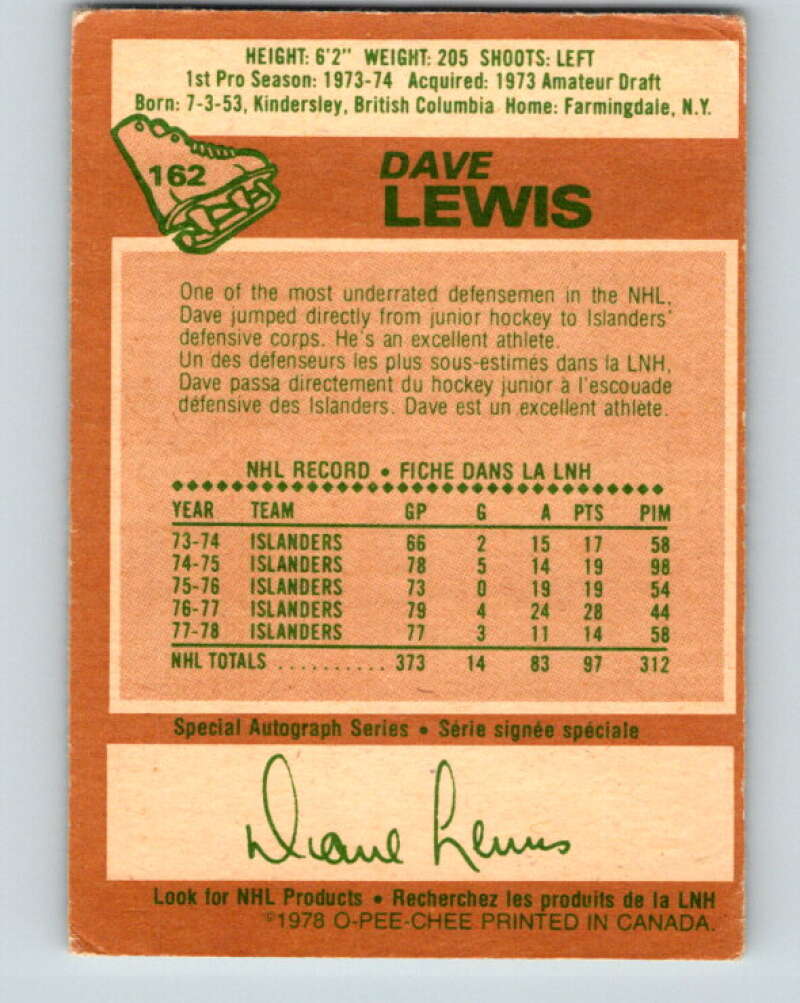 HEIGHT: 6'2" WEIGHT: 205 SHOOTS: LEFT
1st Pro Season: 1973-74 Acquired: 1973 Amateur Draft
Born: 7-3-53, Kindersley, British Columbia Home: Farmingdale, N.Y.
162
DAVE
LEWIS
One of the most underrated defensemen in the NHL,
Dave jumped directly from junior hockey to Islanders'
defensive corps. He's an excellent athlete.
Un des défenseurs les plus sous-estimés dans la LNH,
Dave passa directement du hockey junior à l'escouade
défensive des Islanders. Dave est un excellent athlète.
NHL RECORD • FICHE DANS LA LNH
YEAR TEAM GP G A PTS PIM
73-74 ISLANDERS 66 2 15 17 58
74-75 ISLANDERS 78 5 14 19 98
75-76 ISLANDERS 73 0 19 19 54
76-77 ISLANDERS 79 4 24 28 44
77-78 ISLANDERS 77 3 11 14 58
NHL TOTALS .......... 373 14 83 97 312
Special Autograph Series • Série signée spéciale
Diane Lewis
Look for NHL Products • Recherchez les produits de la LNH
©1978 O-PEE-CHEE PRINTED IN CANADA.